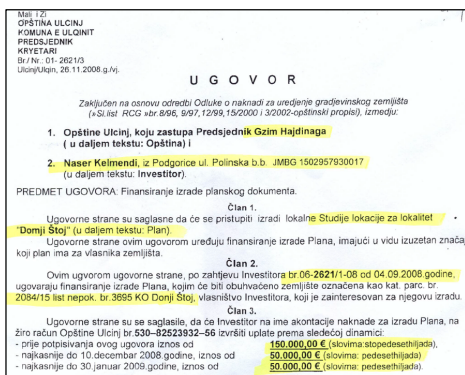 Mali i Zi
OPŠTINA ULCINJ
KOMUNA E ULQINIT
PREDSJEDNIK
KRYETARI
Br./ Nr.: 01- 2621/3
Ulcinj/Ulqin, 26.11.2008.g./vj.
U G O V O R
Zaključen na osnovu odredbi Odluke o naknadi za uredjenje gradjevinskog zemljišta
(»Sl.list RCG »br.8/96, 9/97,12/99,15/2000 i 3/2002-opštinski propisi), izmedju:
1. Opštine Ulcinj, koju zastupa Predsjednik Gzim Hajdinaga
( u daljem tekstu: Opština) i
2. Naser Kelmendi, iz Podgorice ul. Polinska b.b. JMBG 1502957930017
(u daljem tekstu: Investitor).
PREDMET UGOVORA: Finansiranje izrade planskog dokumenta.
Član 1.
Ugovorne strane su saglasne da će se pristupiti izradi lokalne Studije lokacije za lokalitet
"Donji Štoj" (u daljem tekstu: Plan).
Ugovorne strane ovim ugovorom uređuju finansiranje izrade Plana, imajući u vidu izuzetan znača
koji plan ima za vlasnika zemljišta.
Član 2.
Ovim ugvorom ugovorne strane, po zahtjevu Investitora br.06-2621/1-08 od 04.09.2008.godine,
ugovaraju finansiranje izrade Plana, kojim će biti obuhvaćeno zemljište označena kao kat. parc. br.
2084/15 list nepok. br.3695 KO Donji Štoj, vlasništvo Investitora, koji je zainteresovan za njegovu izradu.
Član 3.
Ugovorne strane su se saglasile, da će Investitor na ime akontacije naknade za izradu Plana, na
žiro račun Opštine Ulcinj br.530–82523932–56 izvršiti uplate prema sledećoj dinamici:
- prije potpisivanja ovog ugovora iznos od 150.000,00 € (slovima:stopedesethiljada),
- najkasnije do 10.decembar 2008.godine, iznos od 50.000,00 € (slovima: pedesethiljada)
- najkasnije do 30.januar 2009.godine, iznos od 50.000,00 € (slovima: pedesethiljada).